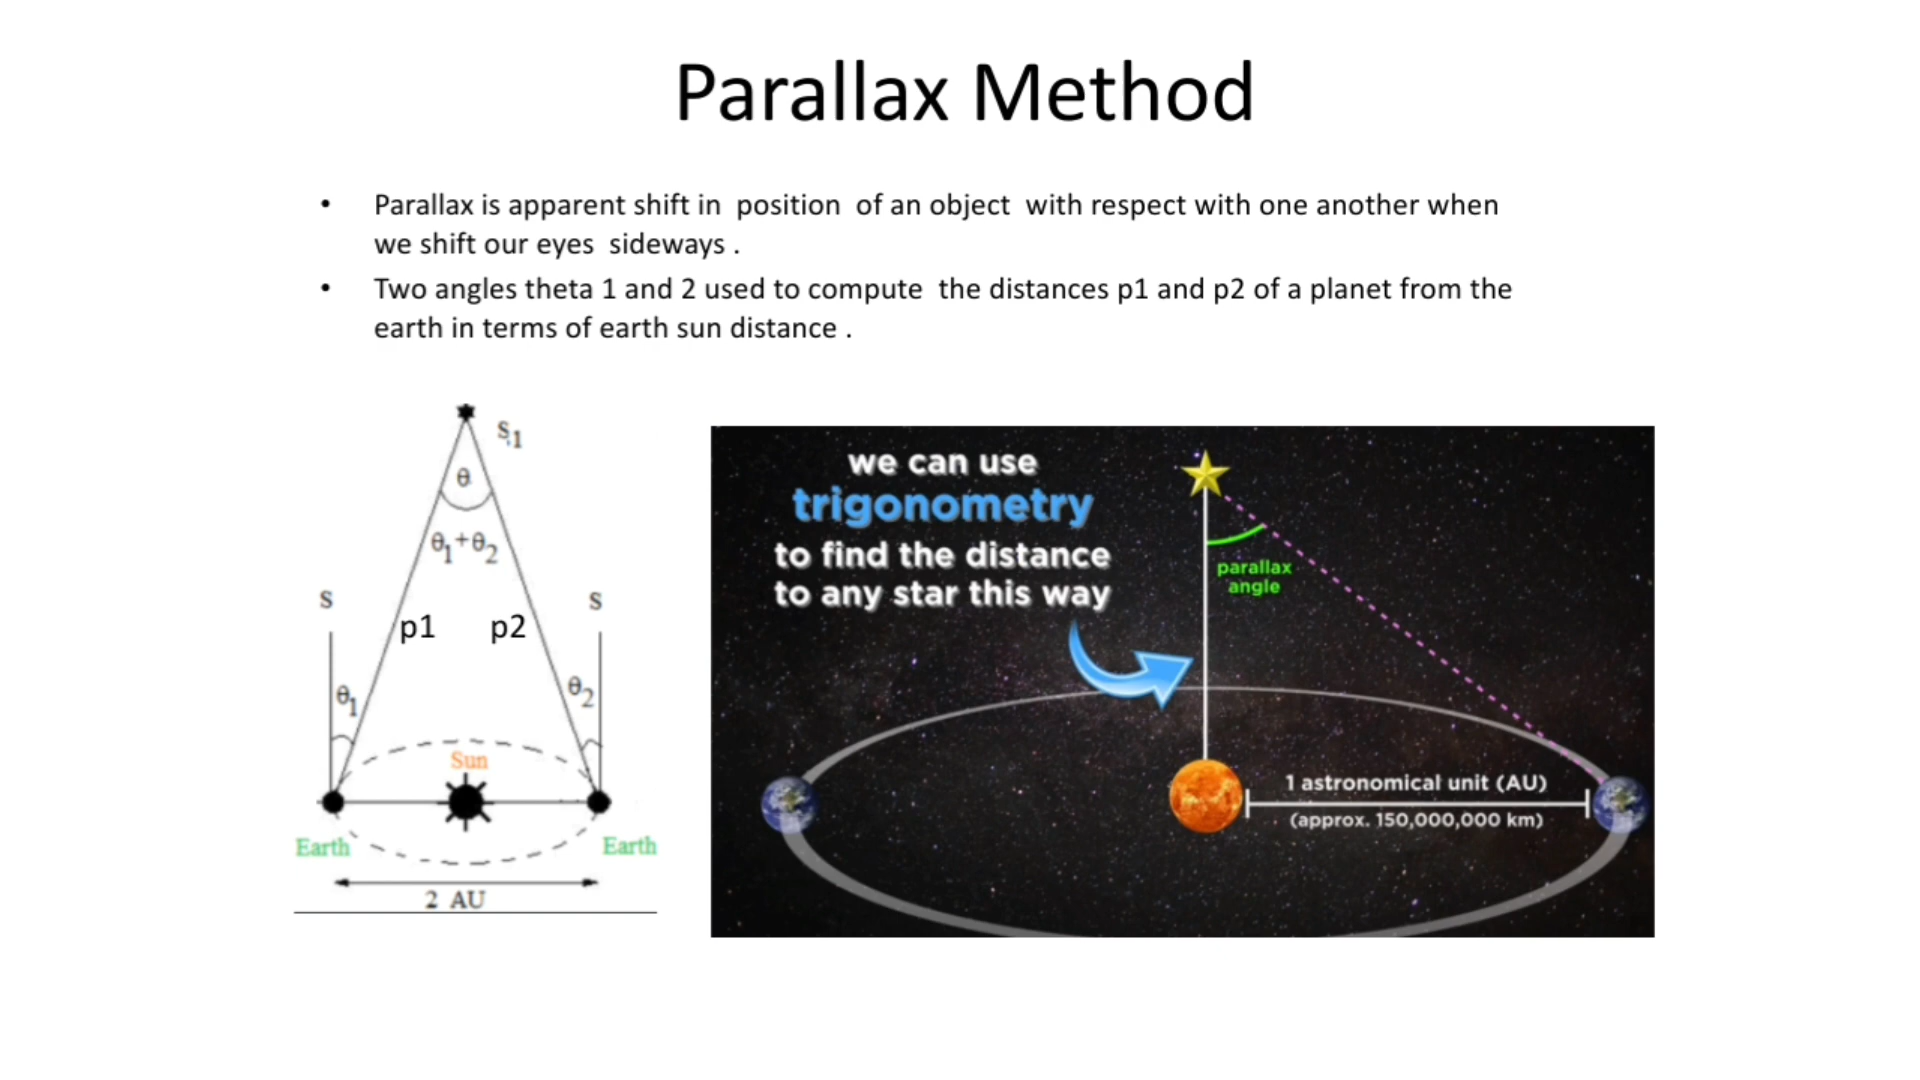 Parallax Method
• Parallax is apparent shift in position of an object with respect with one another when
we shift our eyes sideways .
• Two angles theta 1 and 2 used to compute the distances p1 and p2 of a planet from the
earth in terms of earth sun distance .
S1
θ
θ1+θ2
S
S
p1 p2
θ1
θ2
Sun
Earth
Earth
2 AU
we can use
trigonometry
to find the distance
to any star this way
parallax
angle
1 astronomical unit (AU)
(approx. 150,000,000 km)